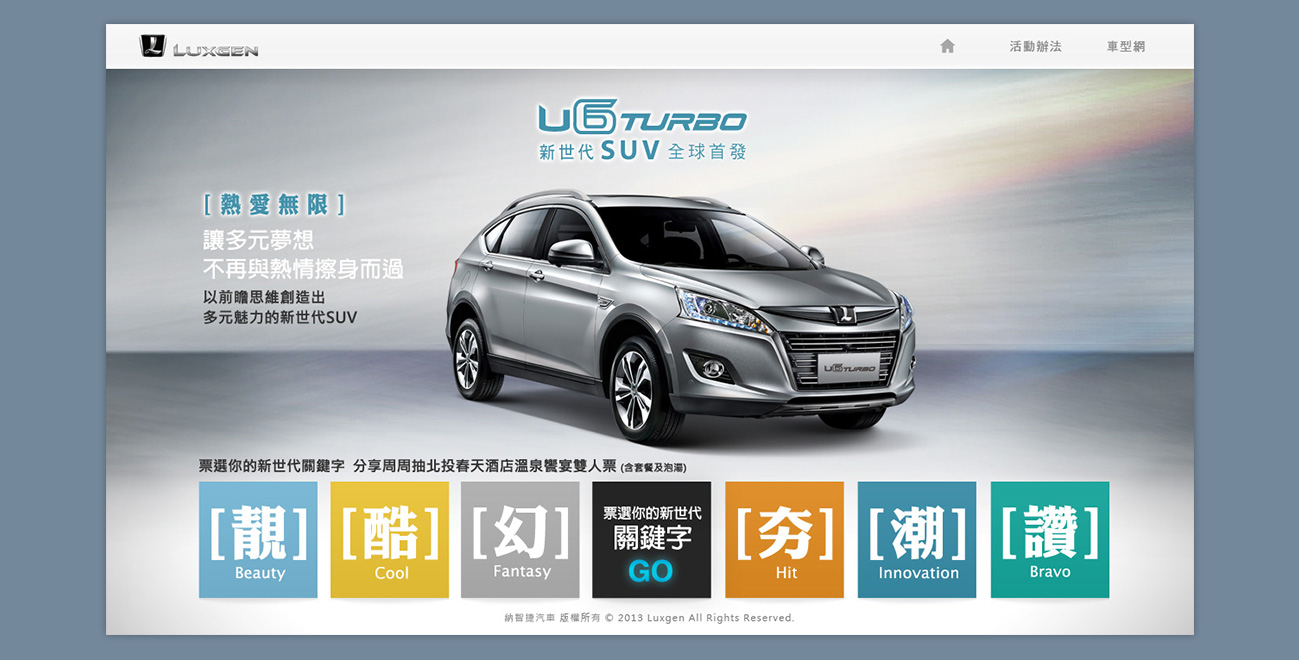 LUXGEN
活動辦法
車型網
U6 TURBO
新世代 SUV 全球首發
[ 熱愛無限 ]
讓多元夢想
不再與熱情擦身而過
以前瞻思維創造出
多元魅力的新世代SUV
U6 TURBO
票選你的新世代關鍵字 分享周周抽北投春天酒店溫泉饗宴雙人票 (含套餐及泡湯)
[靚]
Beauty
[酷]
Cool
[幻]
Fantasy
票選你的新世代
關鍵字
GO
[夯]
Hit
[潮]
Innovation
[讚]
Bravo
納智捷汽車 版權所有 © 2013 Luxgen All Rights Reserved.